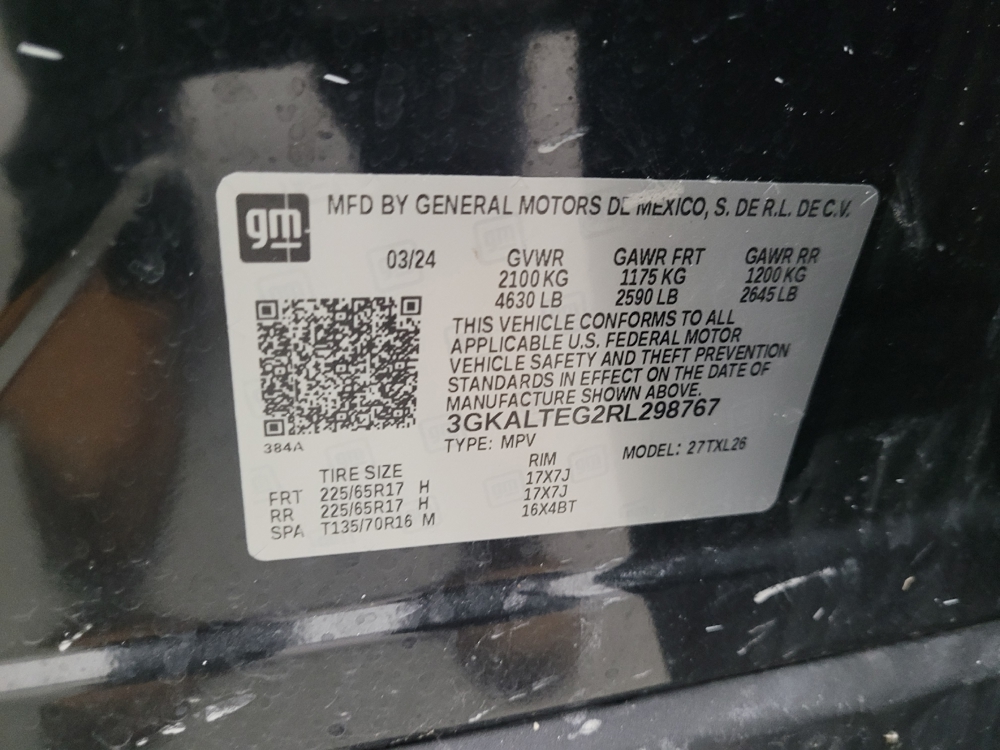 gm
MFD BY GENERAL MOTORS DE MEXICO, S. DE R.L. DE C.V.
03/24 GVWR GAWR FRT GAWR RR
2100 KG 1175 KG 1200 KG
4630 LB 2590 LB 2645 LB
THIS VEHICLE CONFORMS TO ALL
APPLICABLE U.S. FEDERAL MOTOR
VEHICLE SAFETY AND THEFT PREVENTION
STANDARDS IN EFFECT ON THE DATE OF
MANUFACTURE SHOWN ABOVE.
3GKALTEG2RL298767
384A
TYPE: MPV MODEL: 27TXL26
TIRE SIZE RIM
FRT 225/65R17 H 17X7J
RR 225/65R17 H 17X7J
SPA T135/70R16 M 16X4BT